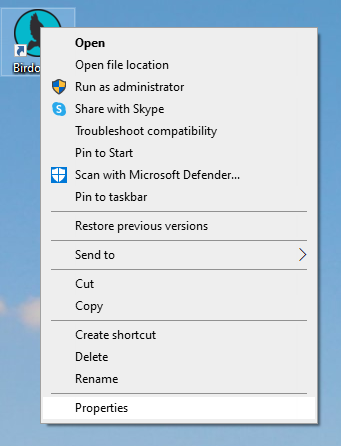 Open
Open file location
Run as administrator
Share with Skype
Troubleshoot compatibility
Pin to Start
Scan with Microsoft Defender...
Pin to taskbar
Restore previous versions
Send to
Cut
Copy
Create shortcut
Delete
Rename
Properties